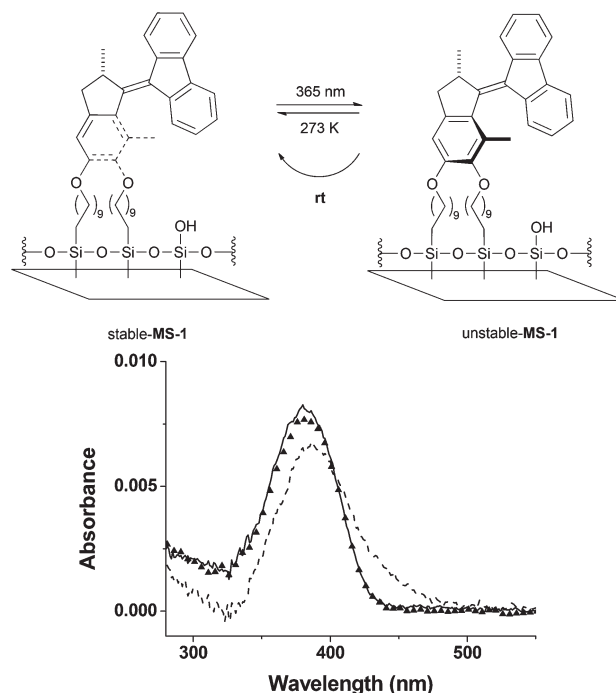 365 nm
273 K
rt
O
O
( )9 ( )9
OH
O Si O Si O Si O
O
O
( )9 ( )9
OH
O Si O Si O Si O
stable-MS-1
unstable-MS-1
0.010
0.005
0.000
Absorbance
300 400 500
Wavelength (nm)